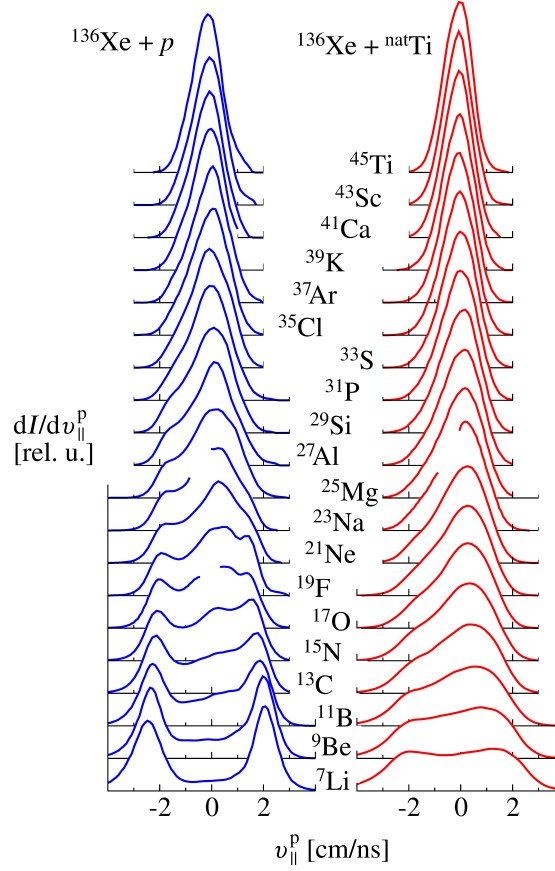 ¹³⁶Xe + p
¹³⁶Xe + ⁿᵃᵗTi
⁴⁵Ti
⁴³Sc
⁴¹Ca
³⁹K
³⁷Ar
³⁵Cl
³³S
³¹P
²⁹Si
²⁷Al
²⁵Mg
²³Na
²¹Ne
¹⁹F
¹⁷O
¹⁵N
¹³C
¹¹B
⁹Be
⁷Li
dI/dυ∥ᵖ
[rel. u.]
-2 0 2 -2 0 2
υ∥ᵖ [cm/ns]